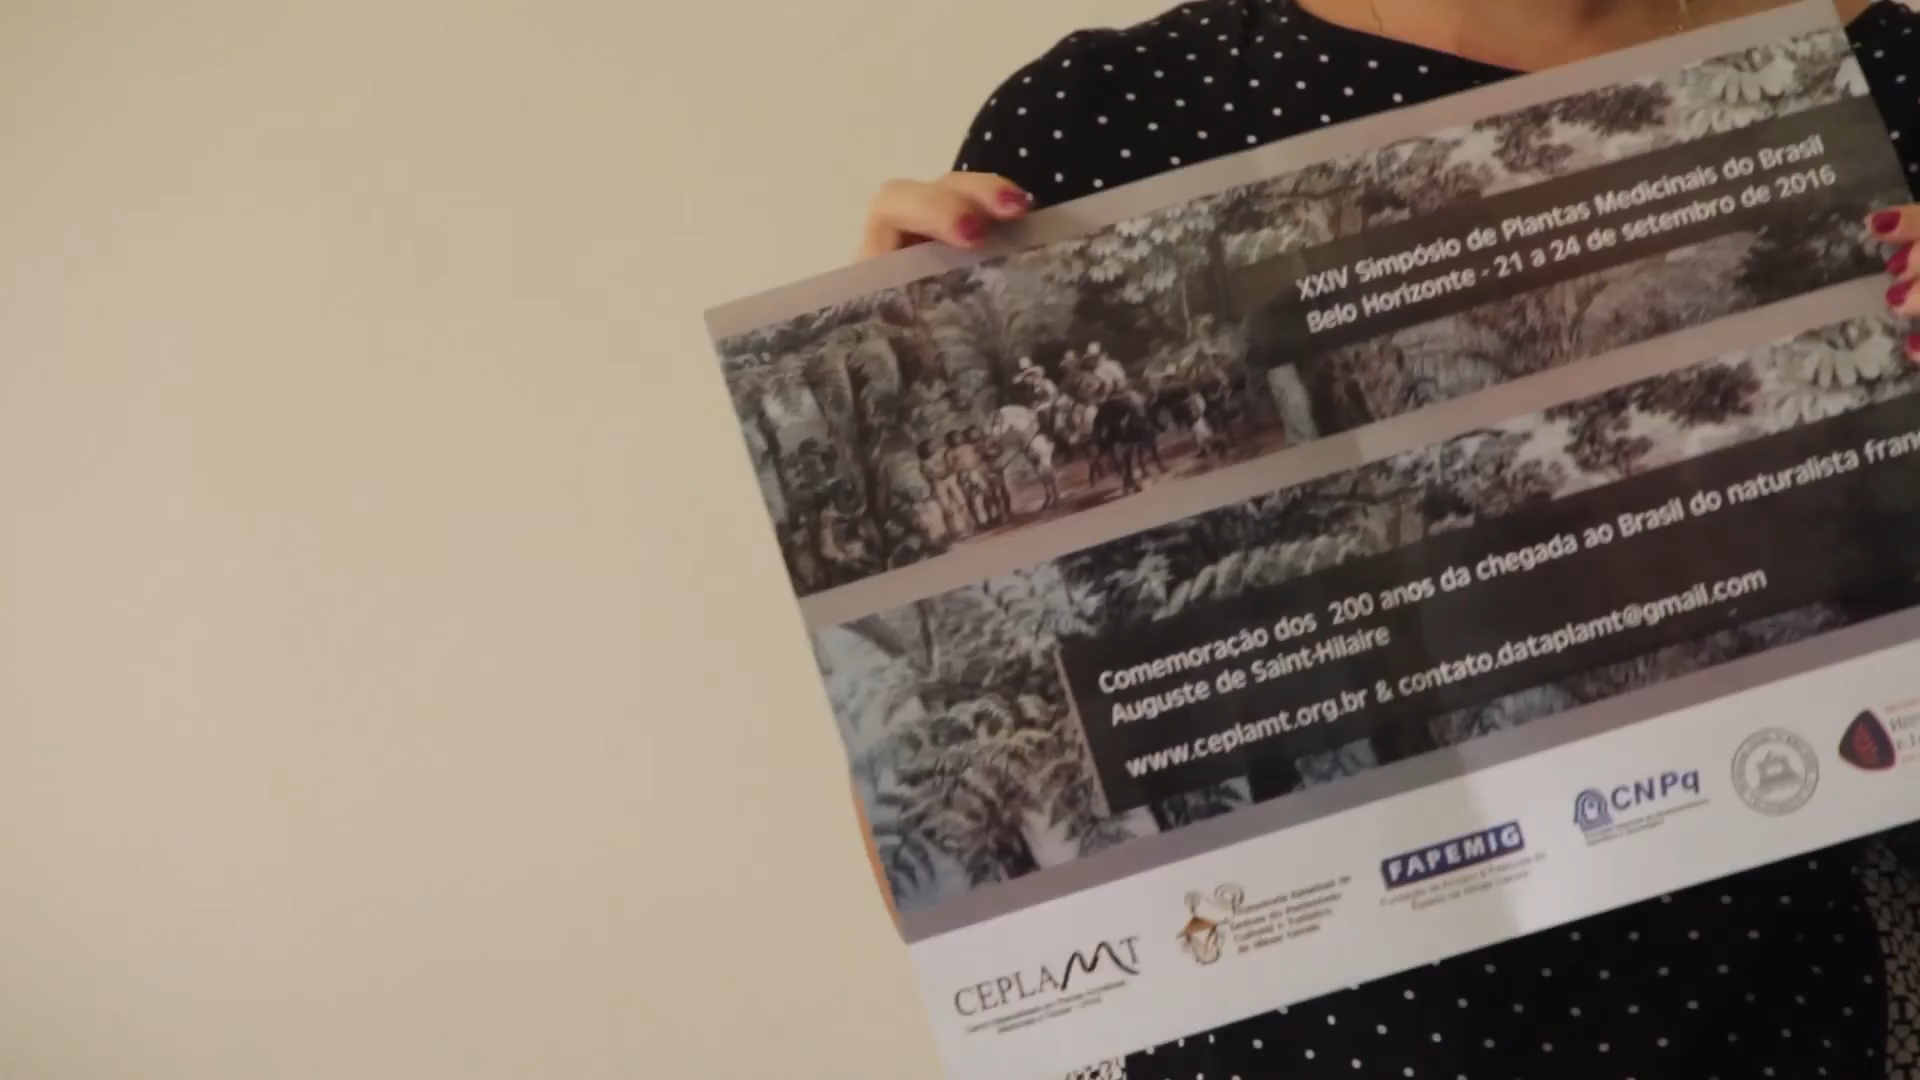 XXIV Simpósio de Plantas Medicinais do Brasil
Belo Horizonte - 21 a 24 de setembro de 2016
Comemoração dos 200 anos da chegada ao Brasil do naturalista
Auguste de Saint-Hilaire
www.ceplamt.org.br & contato.dataplamt@gmail.com
CEPLAMT
FAPEMIG
CNPq